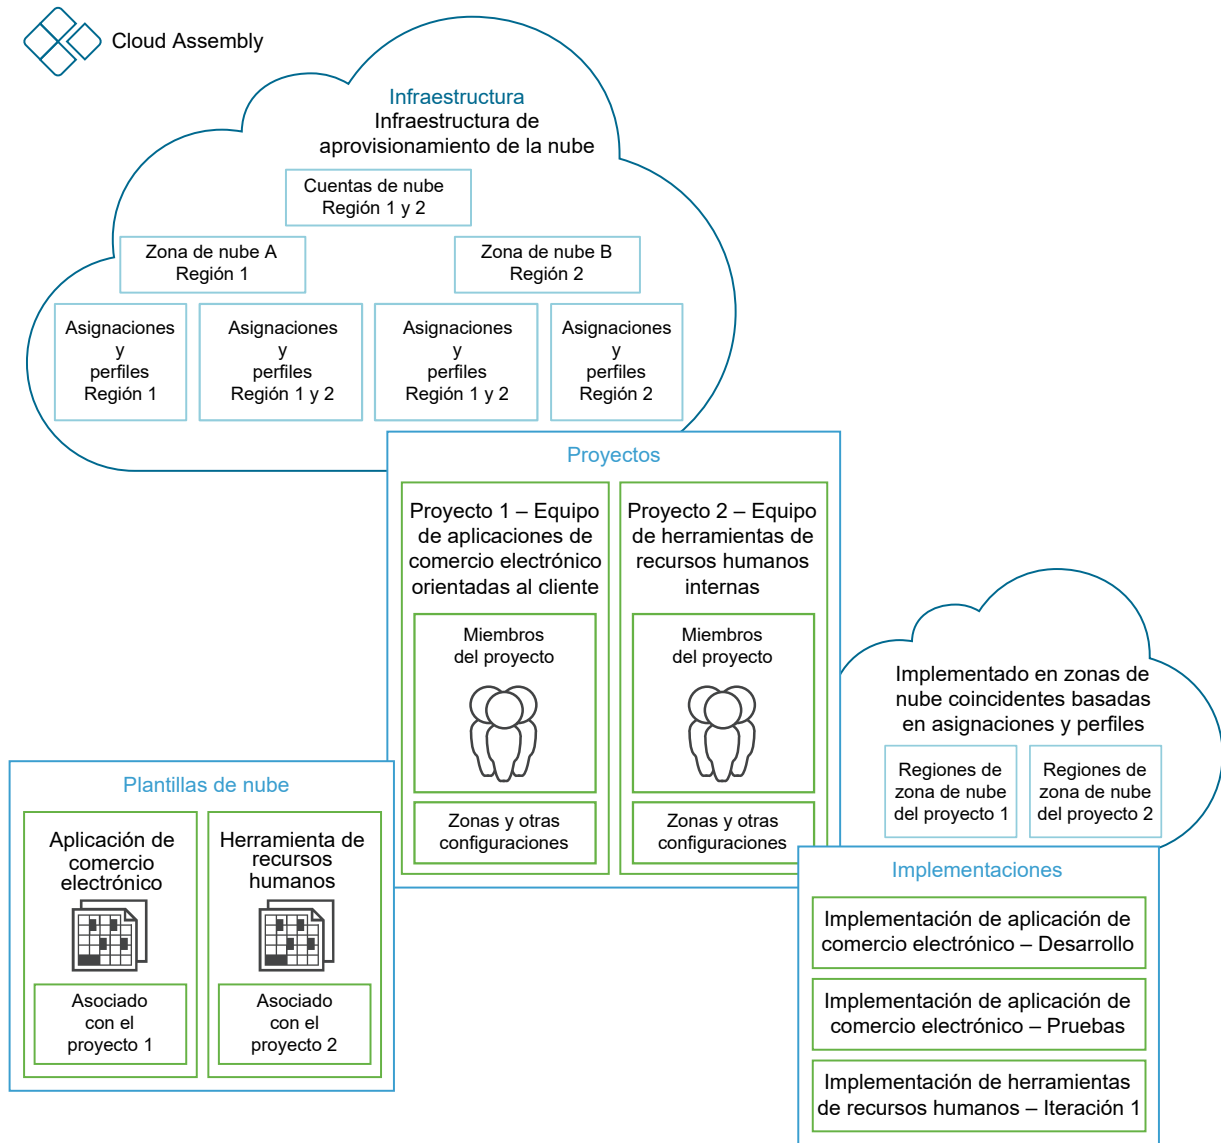 Cloud Assembly
Infraestructura
Infraestructura de
aprovisionamiento de la nube
Cuentas de nube
Región 1 y 2
Zona de nube A
Región 1
Zona de nube B
Región 2
Asignaciones
y
perfiles
Región 1
Asignaciones
y
perfiles
Región 1 y 2
Asignaciones
y
perfiles
Región 1 y 2
Asignaciones
y
perfiles
Región 2
Proyectos
Proyecto 1 – Equipo
de aplicaciones de
comercio electrónico
orientadas al cliente
Miembros
del proyecto
Zonas y otras
configuraciones
Proyecto 2 – Equipo
de herramientas de
recursos humanos
internas
Miembros
del proyecto
Zonas y otras
configuraciones
Plantillas de nube
Aplicación de
comercio
electrónico
Asociado
con el
proyecto 1
Herramienta de
recursos
humanos
Asociado
con el
proyecto 2
Implementado en zonas de
nube coincidentes basadas
en asignaciones y perfiles
Regiones de
zona de nube
del proyecto 1
Regiones de
zona de nube
del proyecto 2
Implementaciones
Implementación de aplicación de
comercio electrónico – Desarrollo
Implementación de aplicación de
comercio electrónico – Pruebas
Implementación de herramientas
de recursos humanos – Iteración 1